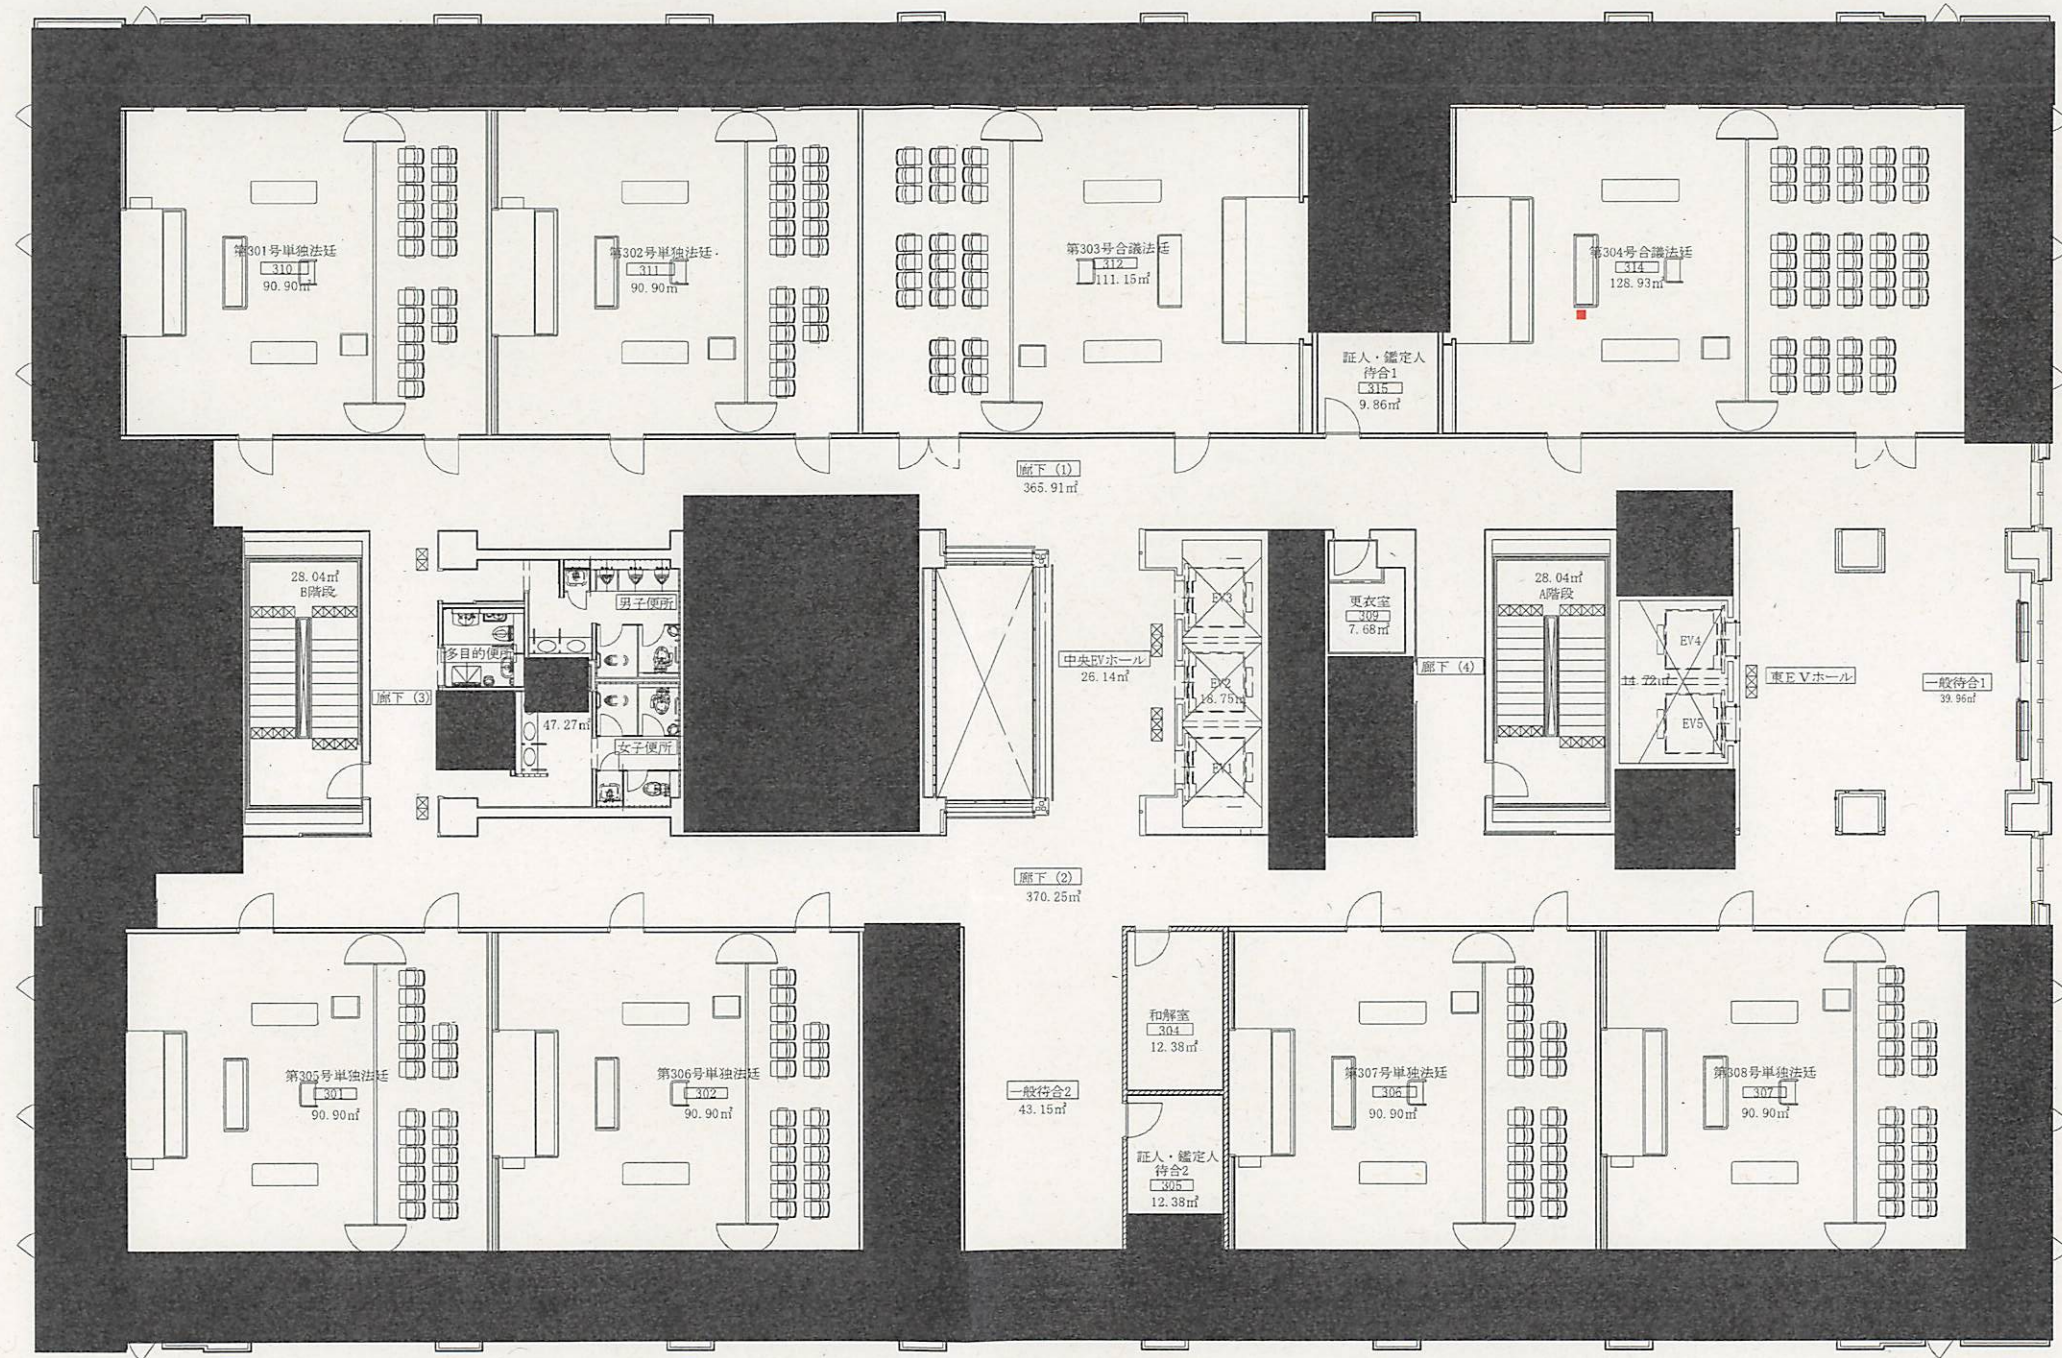 第301号単独法廷
310
90.90㎡
第302号単独法廷
311
90.90㎡
第303号合議法廷
312
111.15㎡
証人・鑑定人
待合1
315
9.86㎡
第304号合議法廷
314
128.93㎡
廊下（1）
365.91㎡
28.04㎡
B階段
男子便所
多目的便所
廊下（3）
47.27㎡
女子便所
中央EVホール
26.14㎡
EV3
EV2
18.75㎡
EV1
更衣室
309
7.68㎡
廊下（4）
28.04㎡
A階段
EV4
14.72㎡
EV5
東EVホール
一般待合1
39.96㎡
廊下（2）
370.25㎡
第305号単独法廷
301
90.90㎡
第306号単独法廷
302
90.90㎡
一般待合2
43.15㎡
和解室
304
12.38㎡
証人・鑑定人
待合2
305
12.38㎡
第307号単独法廷
306
90.90㎡
第308号単独法廷
307
90.90㎡